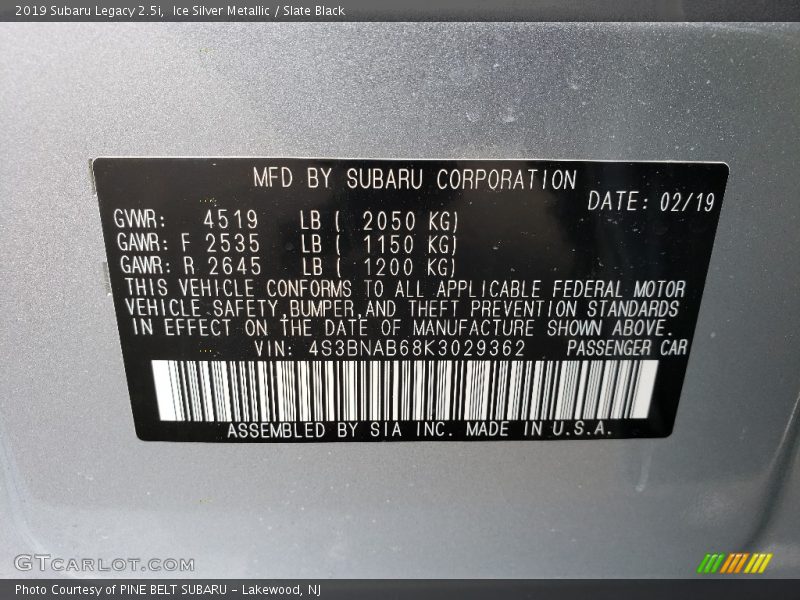 2019 Subaru Legacy 2.5i,  Ice Silver Metallic / Slate Black
MFD BY SUBARU CORPORATION
DATE: 02/19
GVWR: 4519 LB ( 2050 KG)
GAWR: F 2535 LB ( 1150 KG)
GAWR: R 2645 LB ( 1200 KG)
THIS VEHICLE CONFORMS TO ALL APPLICABLE FEDERAL MOTOR
VEHICLE SAFETY,BUMPER,AND THEFT PREVENTION STANDARDS
IN EFFECT ON THE DATE OF MANUFACTURE SHOWN ABOVE.
VIN: 4S3BNAB68K3029362 PASSENGER CAR
ASSEMBLED BY SIA INC. MADE IN U.S.A.
GTCARLOT.COM
Photo Courtesy of PINE BELT SUBARU - Lakewood, NJ